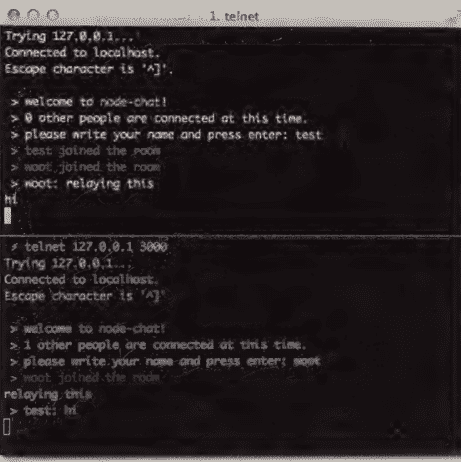 1. telnet
Trying 127.0.0.1...
Connected to localhost.
Escape character is '^]'.
> welcome to node-chat!
> 0 other people are connected at this time.
> please write your name and press enter: test
> test joined the room
> woot joined the room
> woot: relaying this
hi
⚡ telnet 127.0.0.1 3000
Trying 127.0.0.1...
Connected to localhost.
Escape character is '^]'
> welcome to node-chat!
> 1 other people are connected at this time.
> please write your name and press enter: woot
> woot joined the room
relaying this
> test: hi